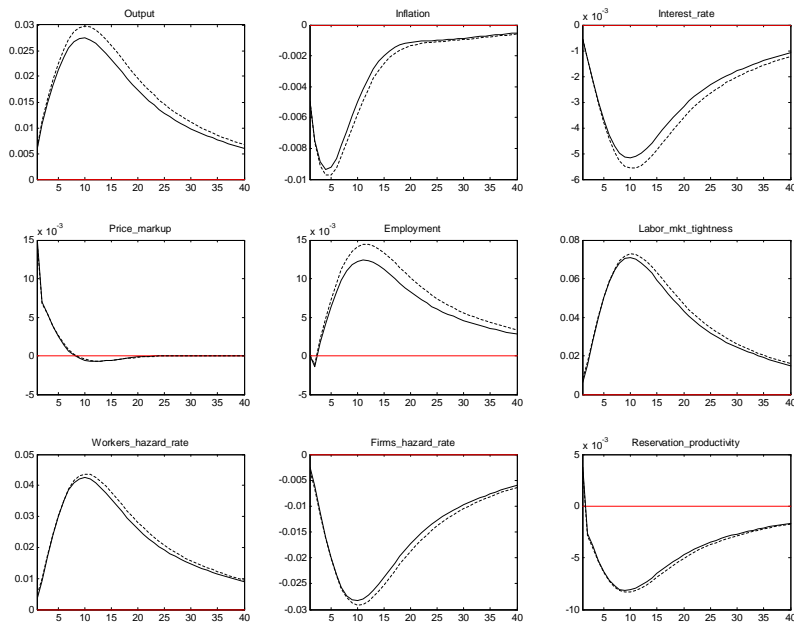 Output
0.03
0.025
0.02
0.015
0.01
0.005
0
5 10 15 20 25 30 35 40
Inflation
-0.002
-0.004
-0.006
-0.008
-0.01
5 10 15 20 25 30 35 40
Interest_rate
x 10⁻³
0
-1
-2
-3
-4
-5
-6
5 10 15 20 25 30 35 40
Price_markup
x 10⁻³
15
10
5
0
-5
5 10 15 20 25 30 35 40
Employment
x 10⁻³
15
10
5
0
-5
5 10 15 20 25 30 35 40
Labor_mkt_tightness
0.08
0.06
0.04
0.02
0
5 10 15 20 25 30 35 40
Workers_hazard_rate
0.05
0.04
0.03
0.02
0.01
0
5 10 15 20 25 30 35 40
Firms_hazard_rate
0
-0.005
-0.01
-0.015
-0.02
-0.025
-0.03
5 10 15 20 25 30 35 40
Reservation_productivity
x 10⁻³
5
0
-5
-10
5 10 15 20 25 30 35 40